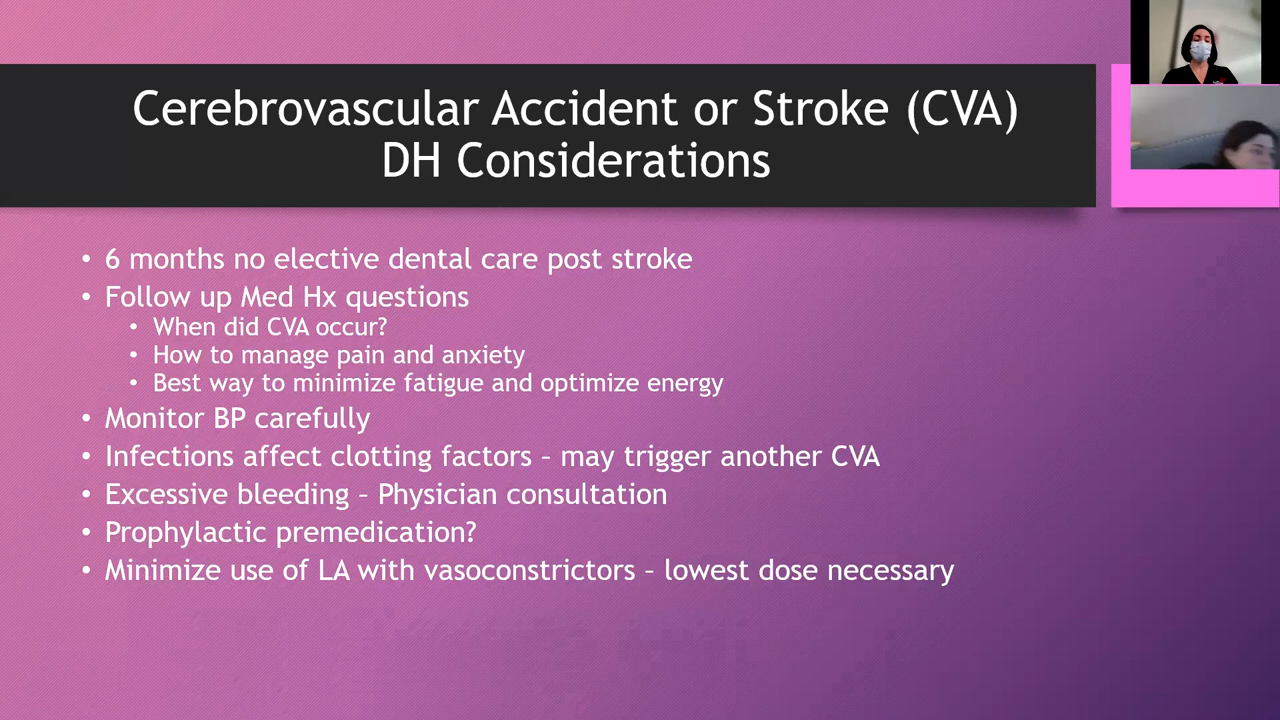 Cerebrovascular Accident or Stroke (CVA)
DH Considerations
• 6 months no elective dental care post stroke
• Follow up Med Hx questions
• When did CVA occur?
• How to manage pain and anxiety
• Best way to minimize fatigue and optimize energy
• Monitor BP carefully
• Infections affect clotting factors – may trigger another CVA
• Excessive bleeding – Physician consultation
• Prophylactic premedication?
• Minimize use of LA with vasoconstrictors – lowest dose necessary